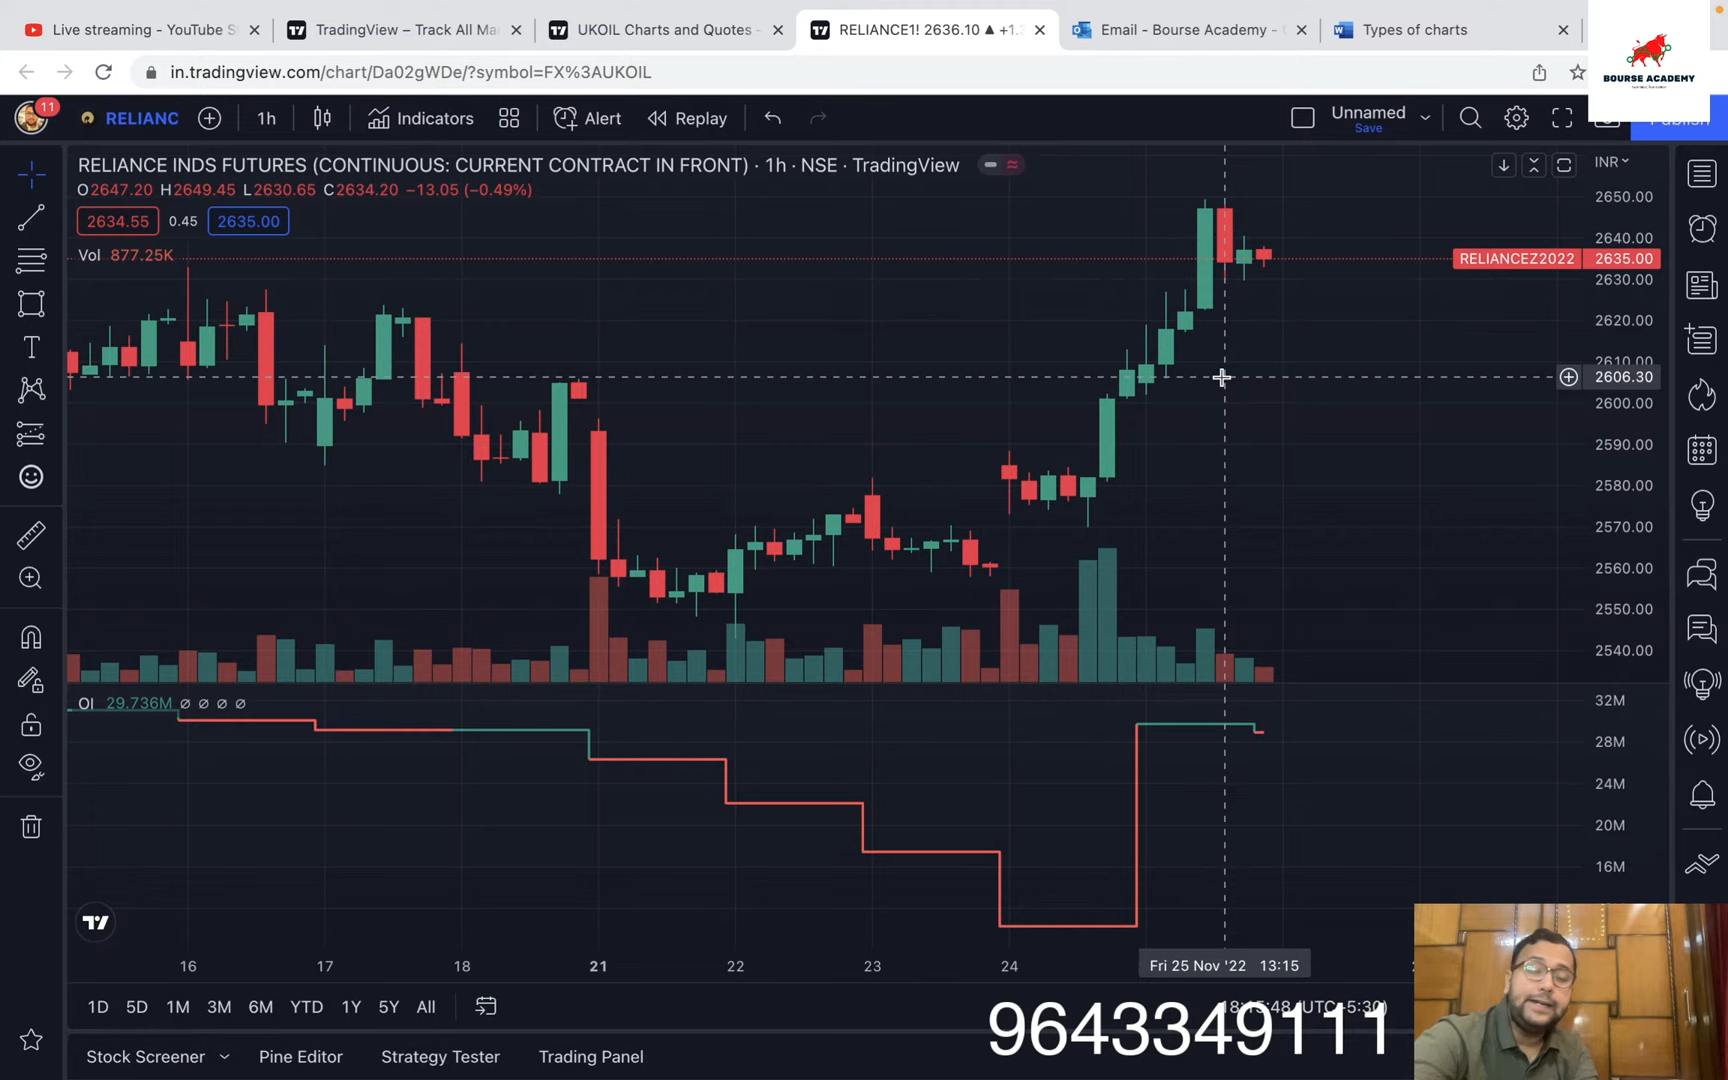 Live streaming - YouTube S
TradingView – Track All Ma
UKOIL Charts and Quotes -
RELIANCE1! 2636.10 ▲ +1.
Email - Bourse Academy -
Types of charts
in.tradingview.com/chart/Da02gWDe/?symbol=FX%3AUKOIL
BOURSE ACADEMY
11
RELIANC
1h
Indicators
Alert
Replay
Unnamed
Save
Publish
RELIANCE INDS FUTURES (CONTINUOUS: CURRENT CONTRACT IN FRONT) · 1h · NSE · TradingView
INR
O2647.20 H2649.45 L2630.65 C2634.20 −13.05 (−0.49%)
2634.55 0.45 2635.00
Vol 877.25K
2650.00
2640.00
RELIANCEZ2022 2635.00
2630.00
2620.00
2610.00
2606.30
2600.00
2590.00
2580.00
2570.00
2560.00
2550.00
2540.00
OI 29.736M ∅ ∅ ∅ ∅
32M
28M
24M
20M
16M
16 17 18 21 22 23 24
Fri 25 Nov '22 13:15
1D 5D 1M 3M 6M YTD 1Y 5Y All
9643349111
Stock Screener
Pine Editor
Strategy Tester
Trading Panel